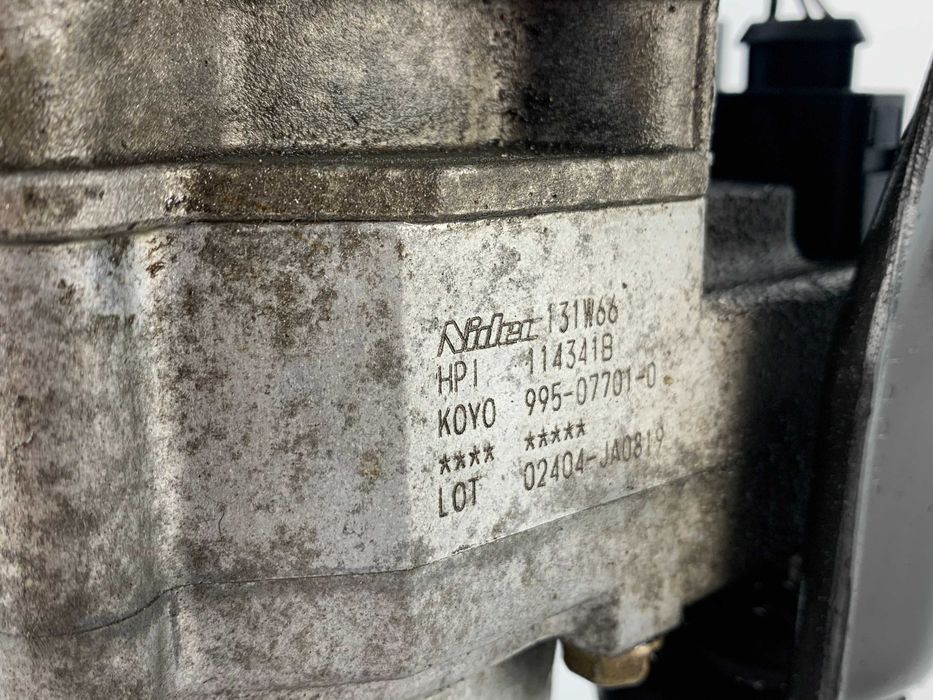 Nidec 131W66
HPI 114341B
KOYO 995-07701-0
**** *****
LOT 02404-JA0819